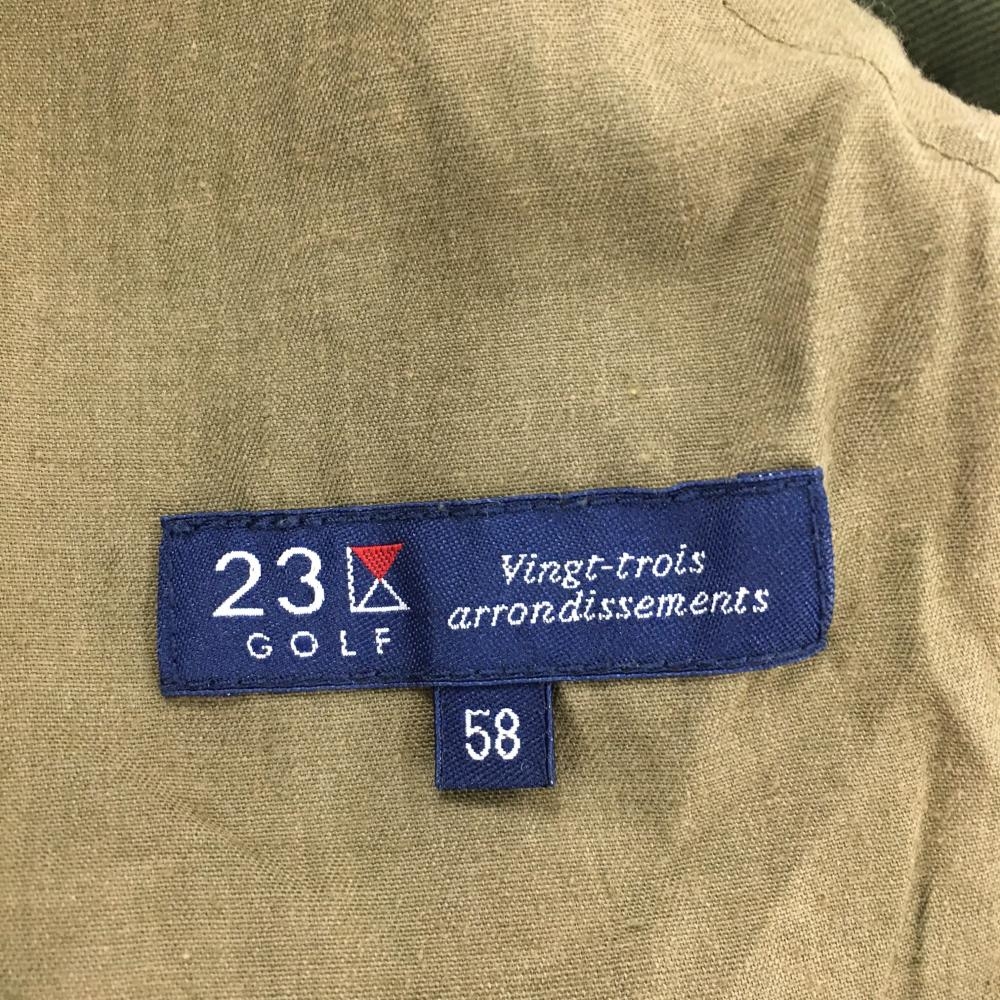 23
GOLF
Vingt-trois
arrondissements
58